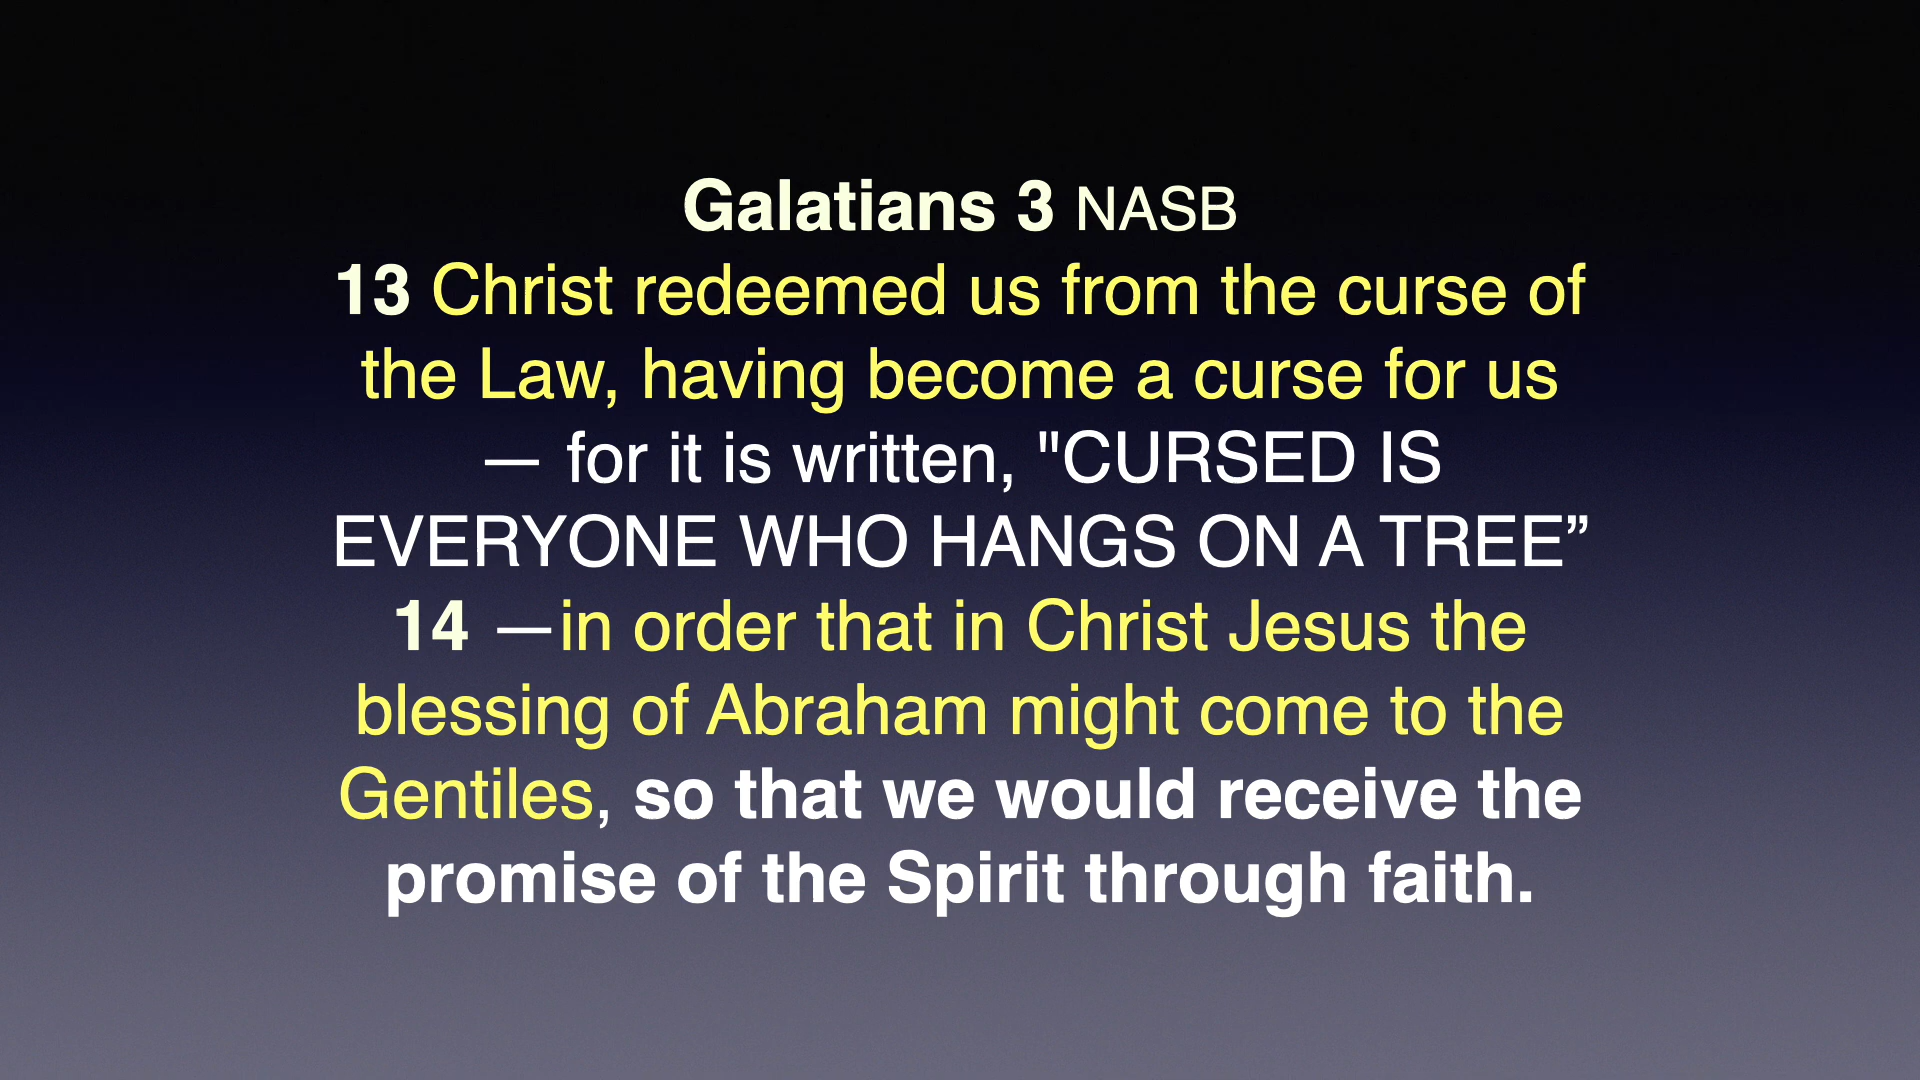 Galatians 3 NASB
13 Christ redeemed us from the curse of
the Law, having become a curse for us
— for it is written, "CURSED IS
EVERYONE WHO HANGS ON A TREE”
14 —in order that in Christ Jesus the
blessing of Abraham might come to the
Gentiles, so that we would receive the
promise of the Spirit through faith.